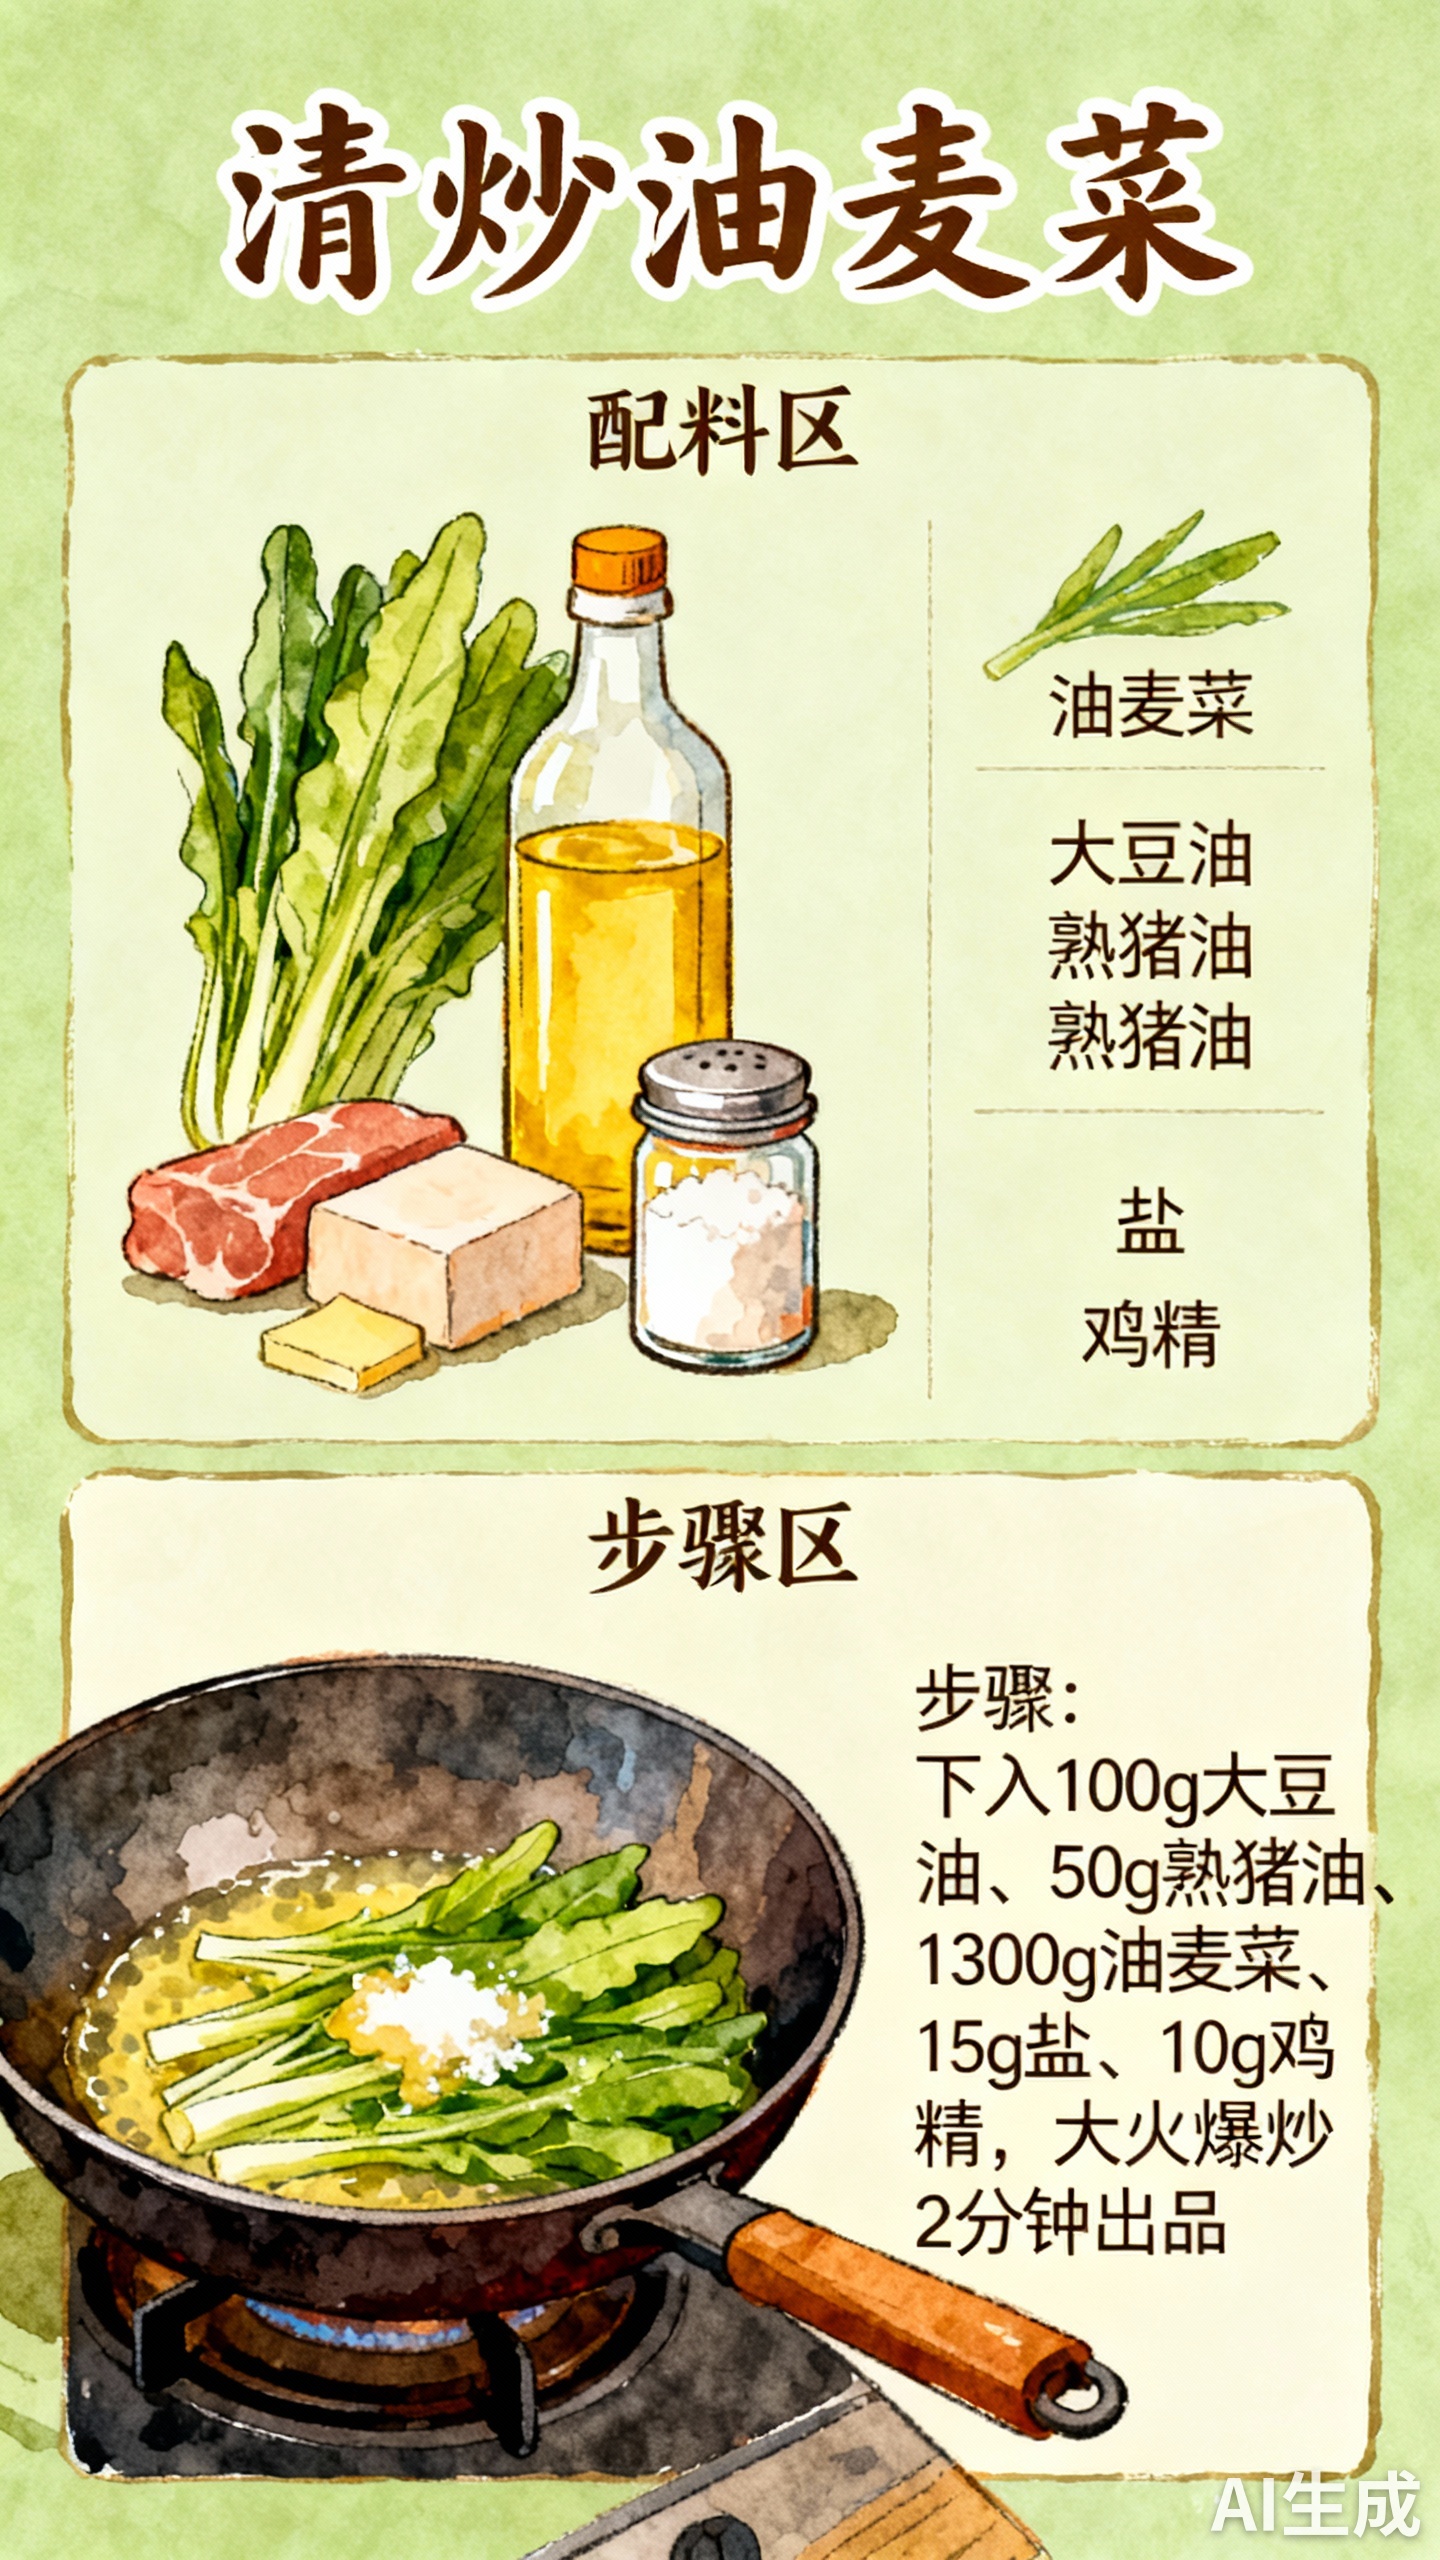 清炒油麦菜
配料区
油麦菜
大豆油
熟猪油
熟猪油
盐
鸡精
步骤区
步骤：
下入100g大豆
油、50g熟猪油、
1300g油麦菜、
15g盐、10g鸡
精，大火爆炒
2分钟出品
AI生成